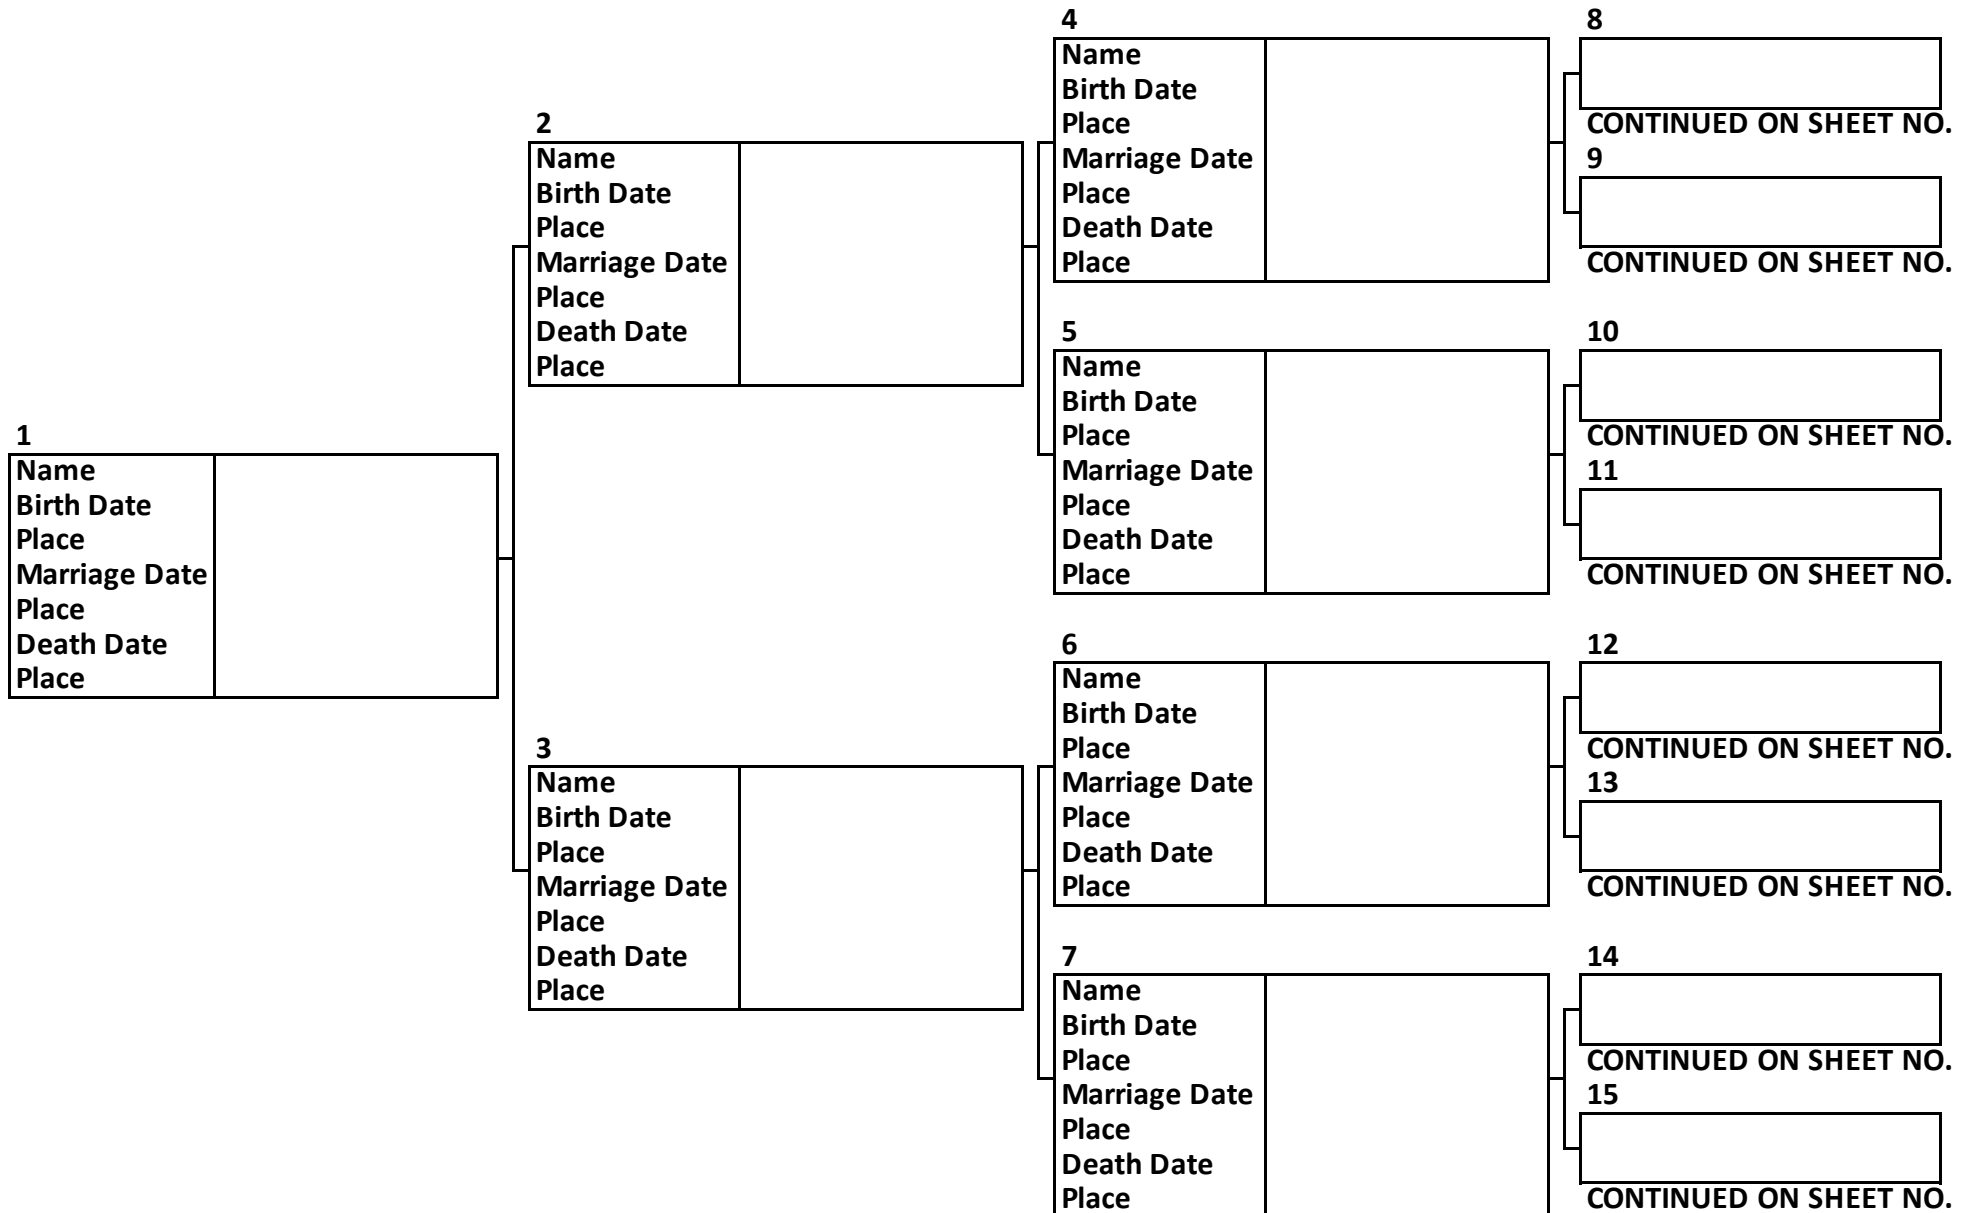 1
Name
Birth Date
Place
Marriage Date
Place
Death Date
Place
2
Name
Birth Date
Place
Marriage Date
Place
Death Date
Place
3
Name
Birth Date
Place
Marriage Date
Place
Death Date
Place
4
Name
Birth Date
Place
Marriage Date
Place
Death Date
Place
5
Name
Birth Date
Place
Marriage Date
Place
Death Date
Place
6
Name
Birth Date
Place
Marriage Date
Place
Death Date
Place
7
Name
Birth Date
Place
Marriage Date
Place
Death Date
Place
8
CONTINUED ON SHEET NO.
9
CONTINUED ON SHEET NO.
10
CONTINUED ON SHEET NO.
11
CONTINUED ON SHEET NO.
12
CONTINUED ON SHEET NO.
13
CONTINUED ON SHEET NO.
14
CONTINUED ON SHEET NO.
15
CONTINUED ON SHEET NO.